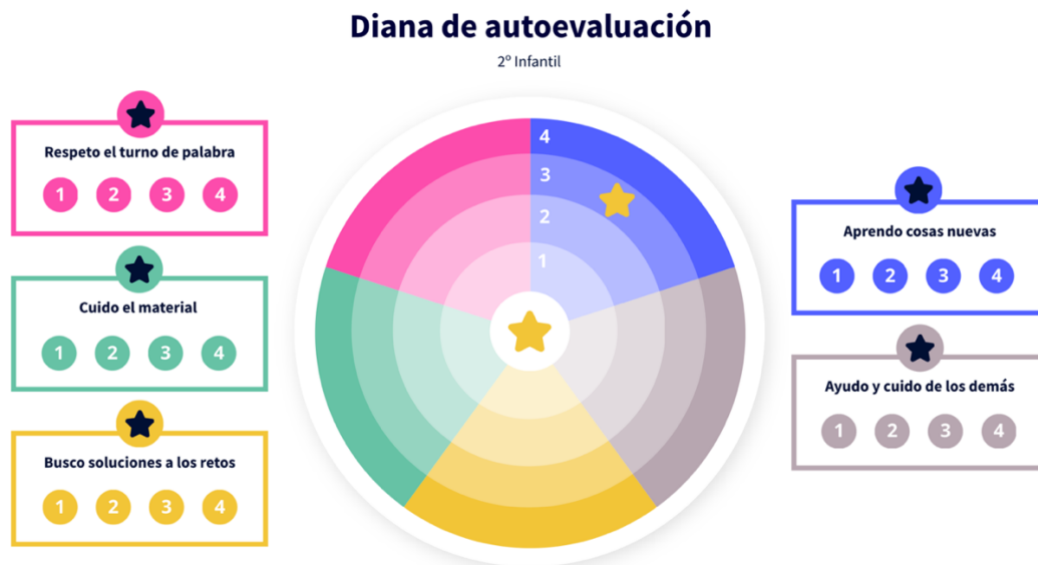 Diana de autoevaluación
2º Infantil
Respeto el turno de palabra
1 2 3 4
Cuido el material
1 2 3 4
Busco soluciones a los retos
1 2 3 4
4
3
2
1
Aprendo cosas nuevas
1 2 3 4
Ayudo y cuido de los demás
1 2 3 4